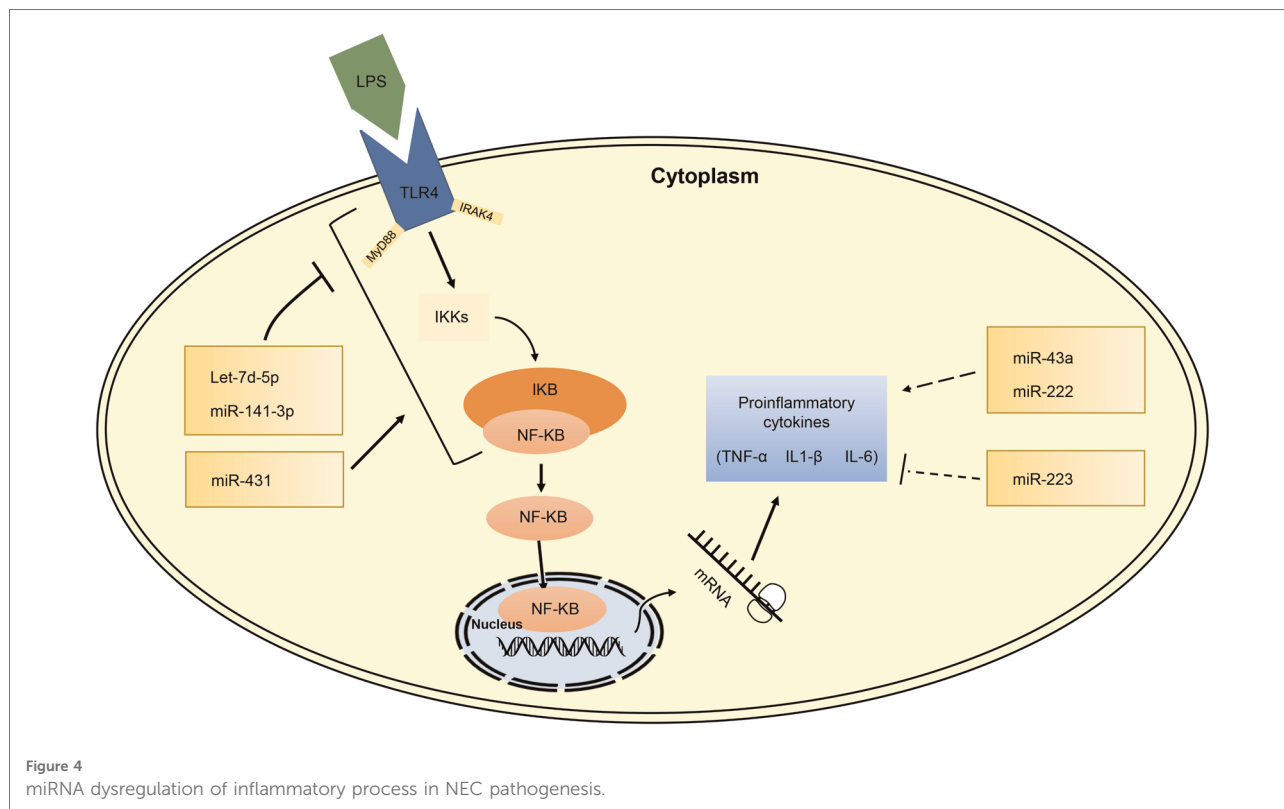 LPS
TLR4
IRAK4
MyD88
Cytoplasm
IKKs
Let-7d-5p
miR-141-3p
miR-431
IKB
NF-KB
NF-KB
NF-KB
Nucleus
mRNA
Proinflammatory
cytokines
(TNF-α IL1-β IL-6)
miR-43a
miR-222
miR-223
Figure 4
miRNA dysregulation of inflammatory process in NEC pathogenesis.